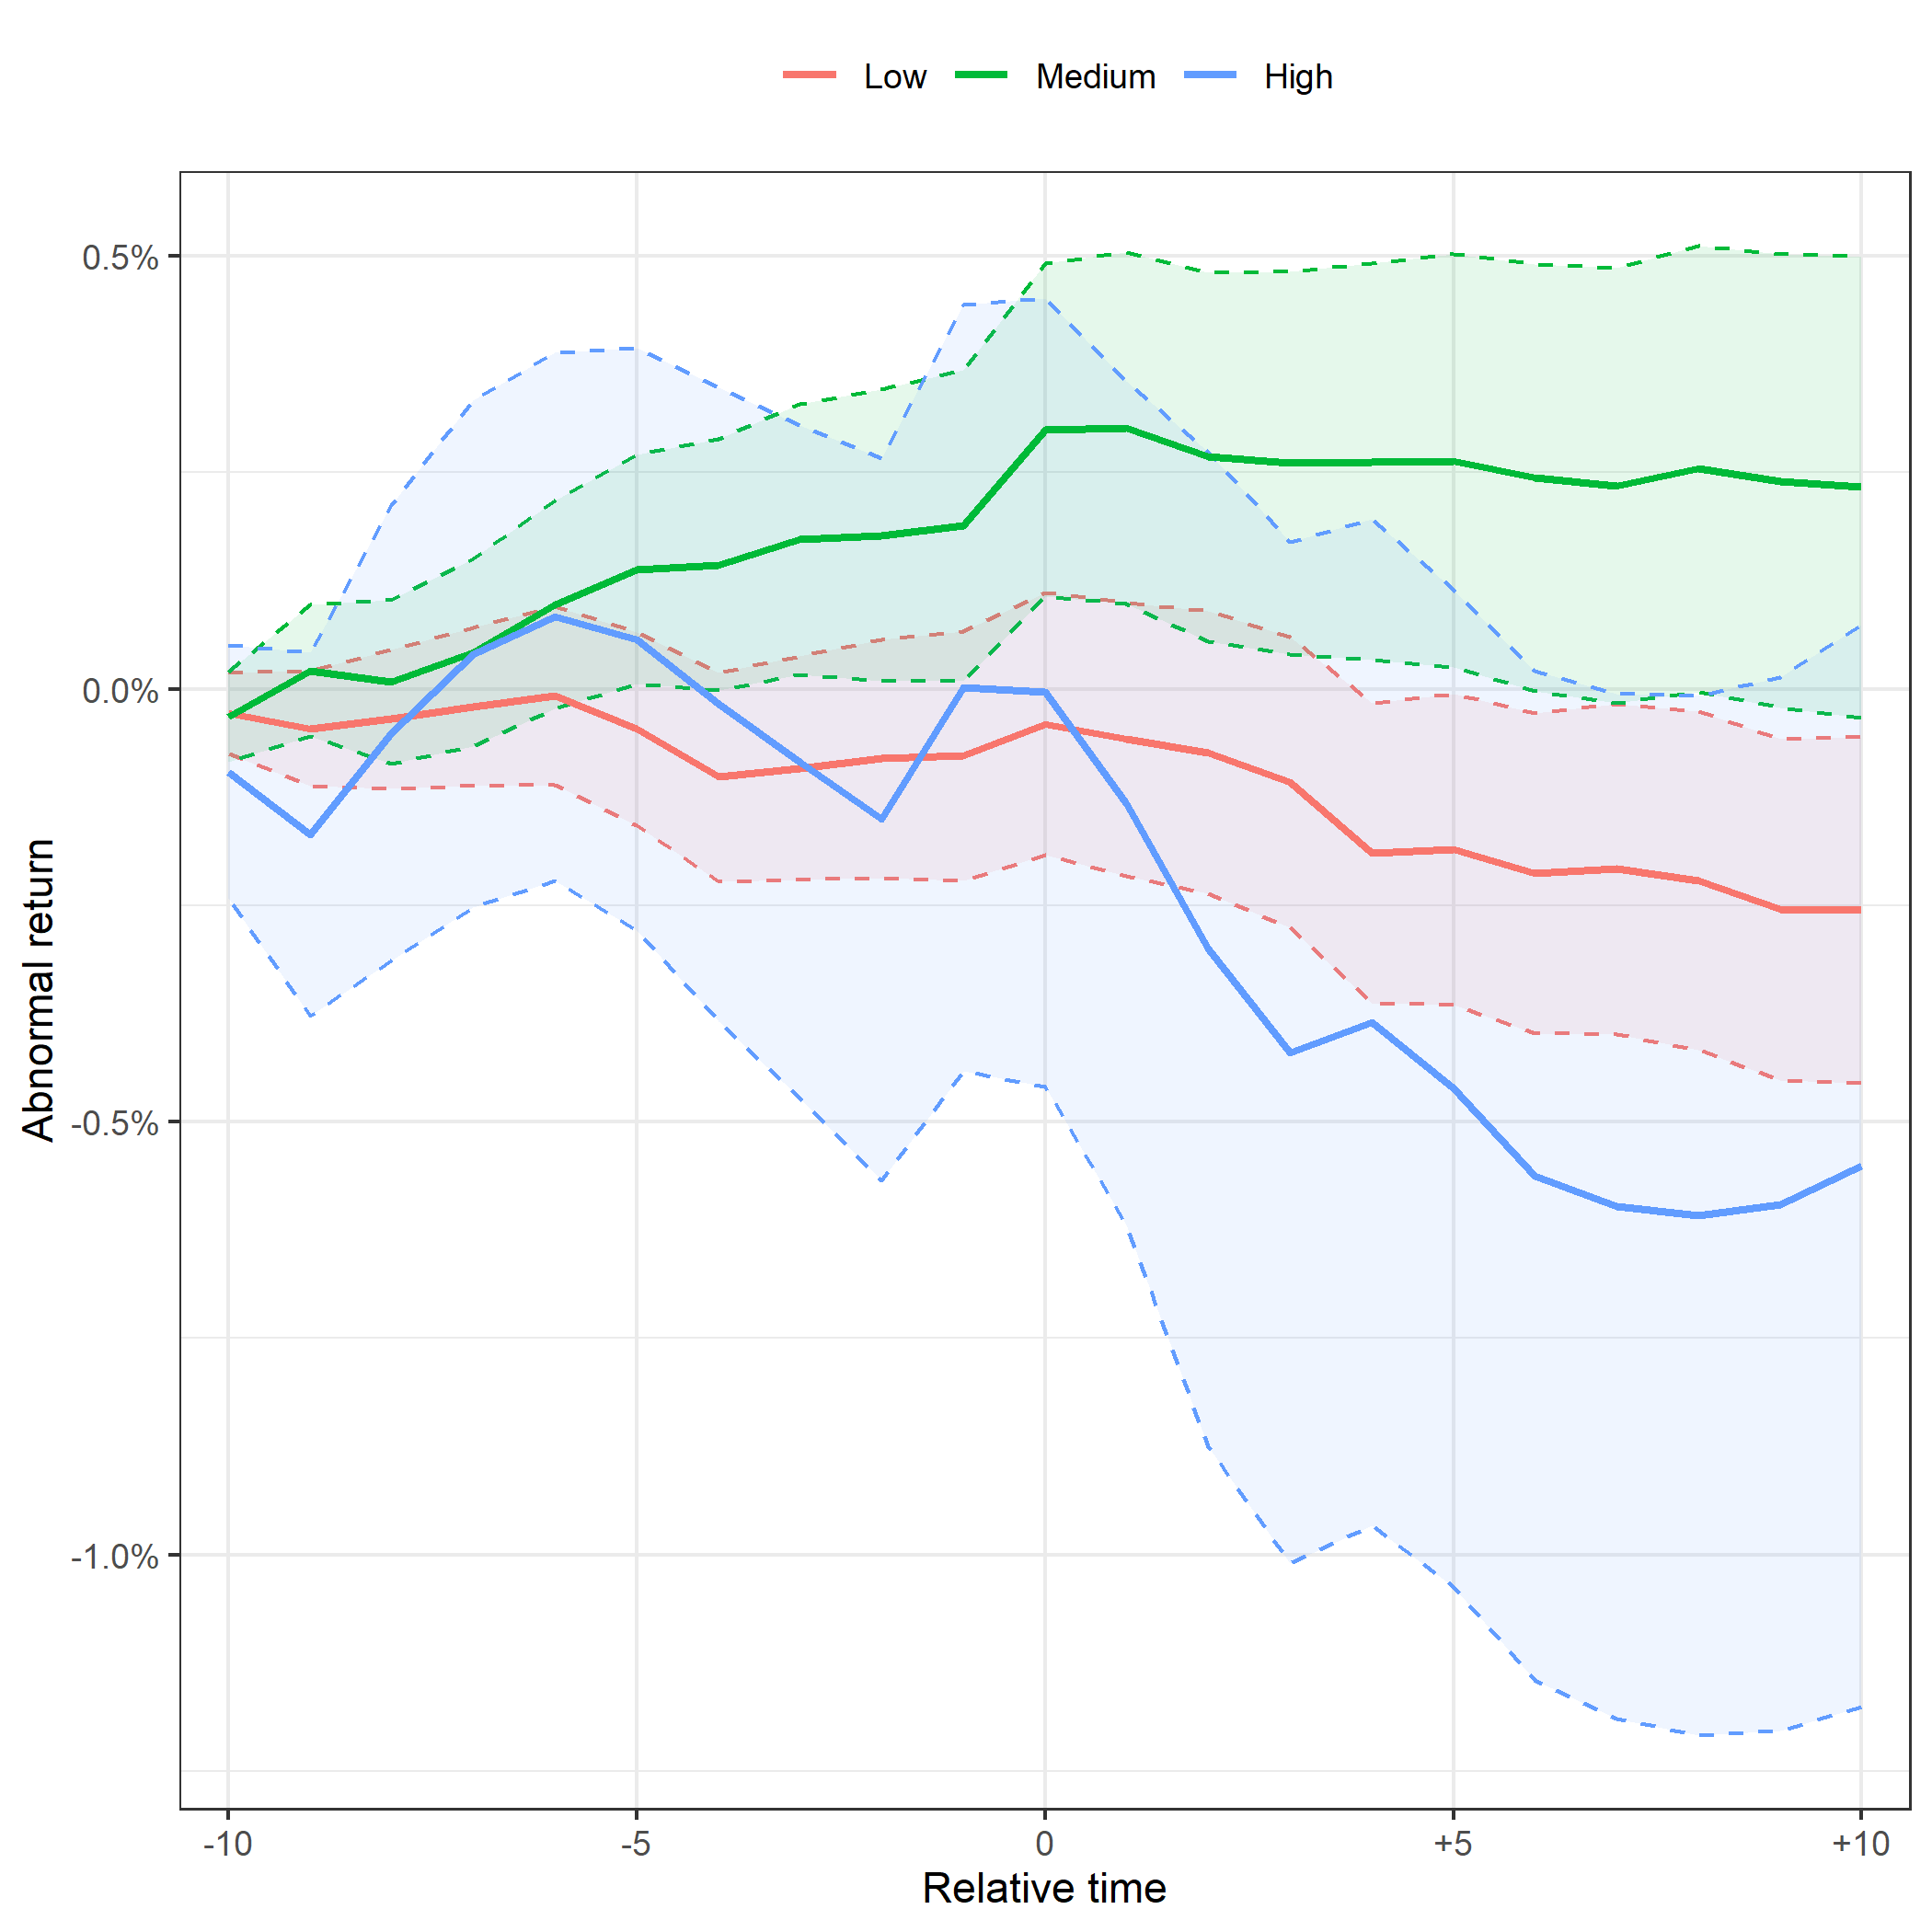 Low Medium High
0.5%
0.0%
-0.5%
-1.0%
Abnormal return
-10 -5 0 +5 +10
Relative time